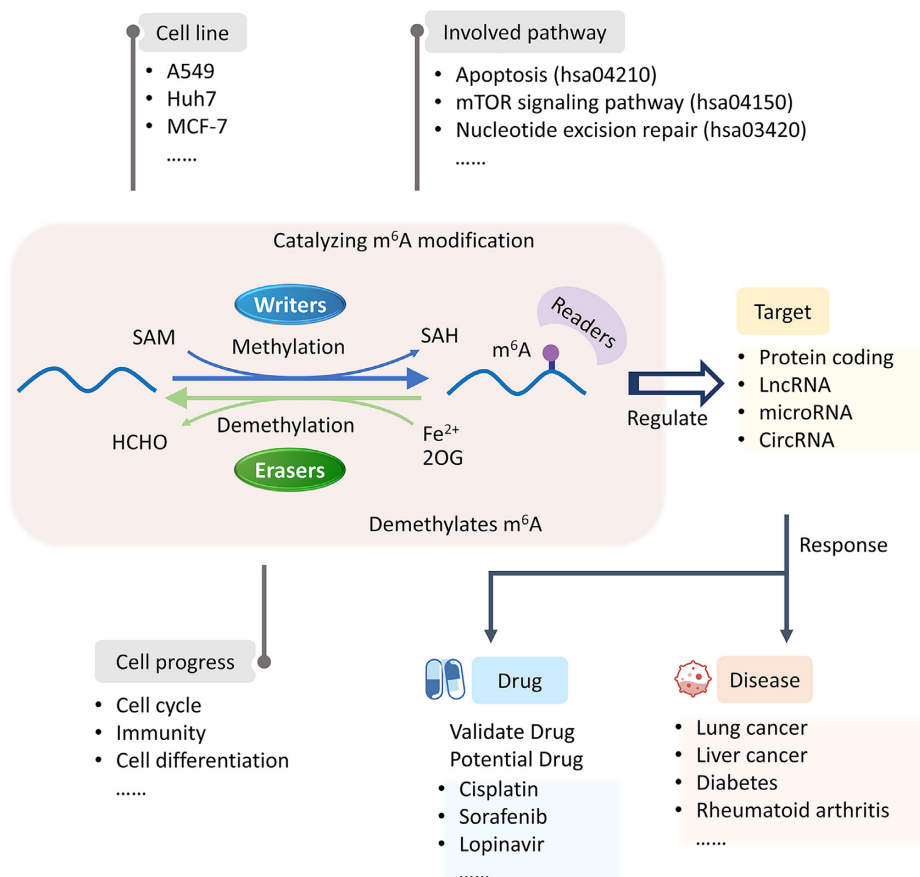 Cell line
• A549
• Huh7
• MCF-7
......
Involved pathway
• Apoptosis (hsa04210)
• mTOR signaling pathway (hsa04150)
• Nucleotide excision repair (hsa03420)
......
Catalyzing m⁶A modification
Writers
SAM
Methylation
SAH
m⁶A
Readers
HCHO
Demethylation
Fe²⁺
2OG
Erasers
Demethylates m⁶A
Regulate
Target
• Protein coding
• LncRNA
• microRNA
• CircRNA
Response
Cell progress
• Cell cycle
• Immunity
• Cell differentiation
......
Drug
Validate Drug
Potential Drug
• Cisplatin
• Sorafenib
• Lopinavir
......
Disease
• Lung cancer
• Liver cancer
• Diabetes
• Rheumatoid arthritis
......